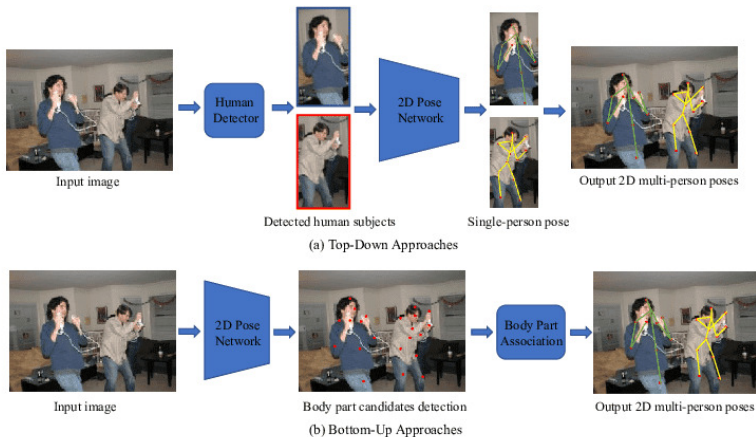 Human
Detector
2D Pose
Network
Input image
Output 2D multi-person poses
Detected human subjects
Single-person pose
(a) Top-Down Approaches
2D Pose
Network
Body Part
Association
Input image
Body part candidates detection
Output 2D multi-person poses
(b) Bottom-Up Approaches